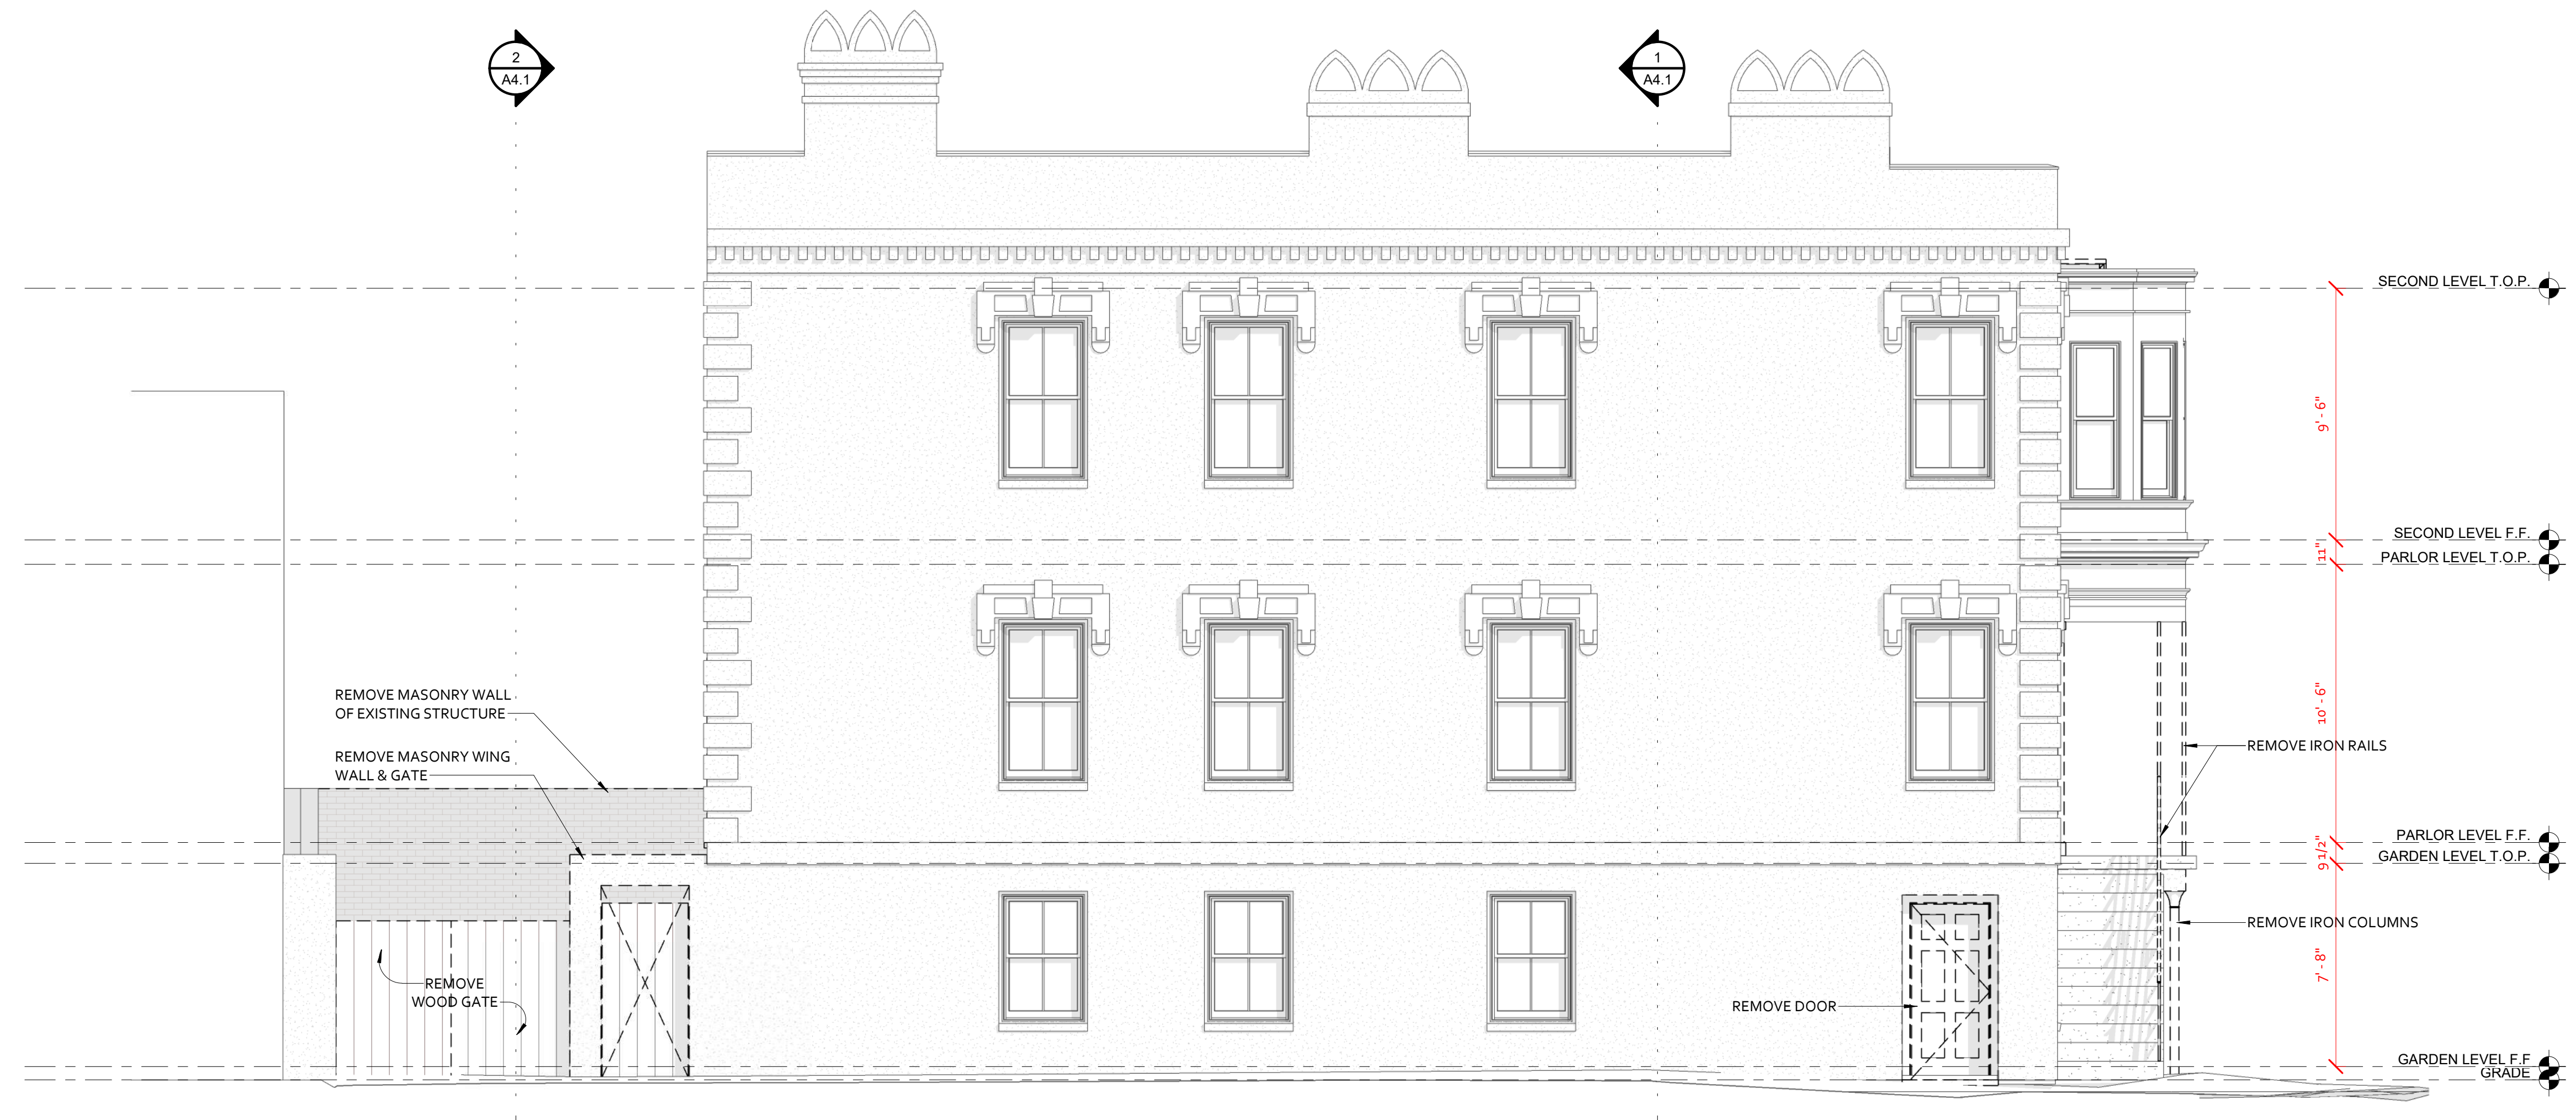 2
A4.1
1
A4.1
SECOND LEVEL T.O.P.
9' - 6"
SECOND LEVEL F.F.
11"
PARLOR LEVEL T.O.P.
10' - 6"
REMOVE MASONRY WALL
OF EXISTING STRUCTURE
REMOVE MASONRY WING
WALL & GATE
REMOVE IRON RAILS
PARLOR LEVEL F.F.
9 1/2"
GARDEN LEVEL T.O.P.
REMOVE IRON COLUMNS
7' - 8"
REMOVE
WOOD GATE
REMOVE DOOR
GARDEN LEVEL F.F
GRADE